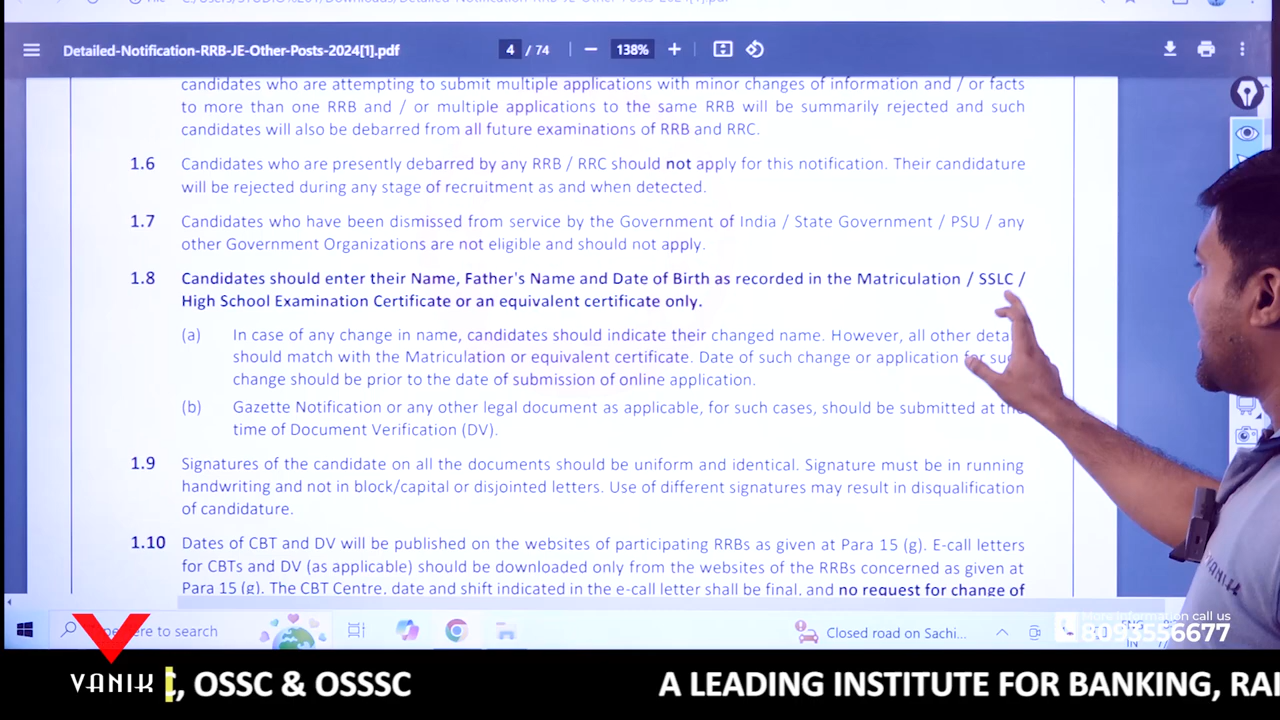 Detailed-Notification-RRB-JE-Other-Posts-2024[1].pdf
4 / 74
138%
candidates who are attempting to submit multiple applications with minor changes of information and / or facts
to more than one RRB and / or multiple applications to the same RRB will be summarily rejected and such
candidates will also be debarred from all future examinations of RRB and RRC.
1.6 Candidates who are presently debarred by any RRB / RRC should not apply for this notification. Their candidature
will be rejected during any stage of recruitment as and when detected.
1.7 Candidates who have been dismissed from service by the Government of India / State Government / PSU / any
other Government Organizations are not eligible and should not apply.
1.8 Candidates should enter their Name, Father's Name and Date of Birth as recorded in the Matriculation / SSLC /
High School Examination Certificate or an equivalent certificate only.
(a) In case of any change in name, candidates should indicate their changed name. However, all other detai
should match with the Matriculation or equivalent certificate. Date of such change or application for su
change should be prior to the date of submission of online application.
(b) Gazette Notification or any other legal document as applicable, for such cases, should be submitted at th
time of Document Verification (DV).
1.9 Signatures of the candidate on all the documents should be uniform and identical. Signature must be in running
handwriting and not in block/capital or disjointed letters. Use of different signatures may result in disqualification
of candidature.
1.10 Dates of CBT and DV will be published on the websites of participating RRBs as given at Para 15 (g). E-call letters
for CBTs and DV (as applicable) should be downloaded only from the websites of the RRBs concerned as given at
Para 15 (g). The CBT Centre, date and shift indicated in the e-call letter shall be final, and no request for change of
here to search
Closed road on Sachi...
More information call us
8093556677
VANIK
C, OSSC & OSSSC
A LEADING INSTITUTE FOR BANKING, RAI